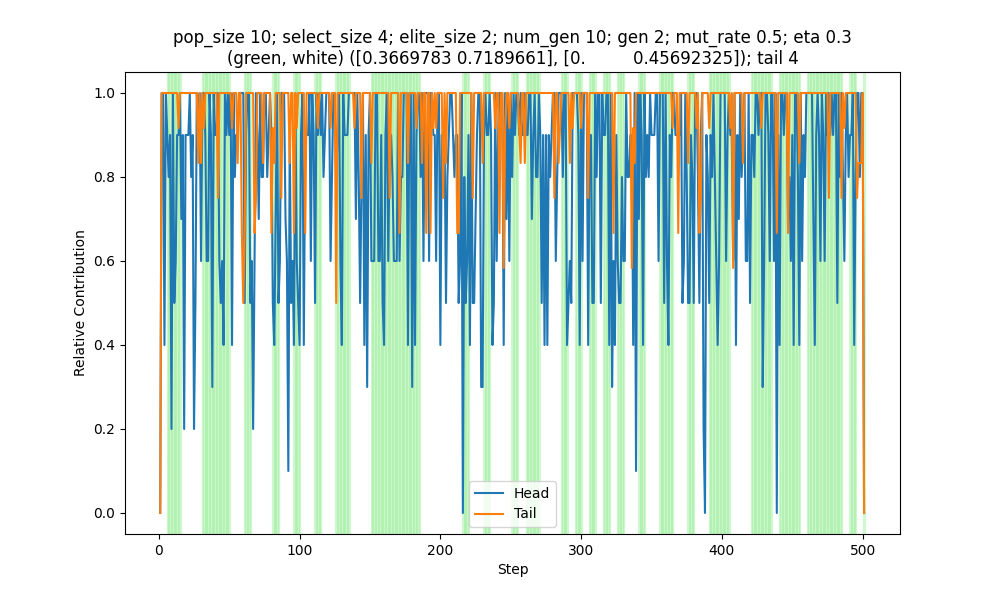 pop_size 10; select_size 4; elite_size 2; num_gen 10; gen 2; mut_rate 0.5; eta 0.3
(green, white) ([0.3669783 0.7189661], [0.         0.45692325]); tail 4
1.0
0.8
0.6
0.4
0.2
0.0
Relative Contribution
Head
Tail
0
100
200
300
400
500
Step